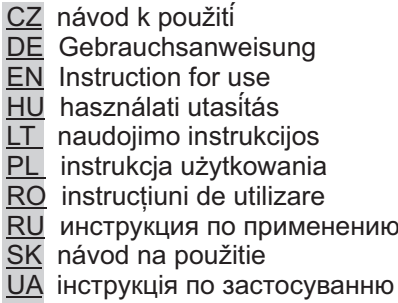 CZ návod k použití
DE Gebrauchsanweisung
EN Instruction for use
HU használati utasítás
LT naudojimo instrukcijos
PL instrukcja użytkowania
RO instrucțiuni de utilizare
RU инструкция по применению
SK návod na použitie
UA інструкція по застосуванню